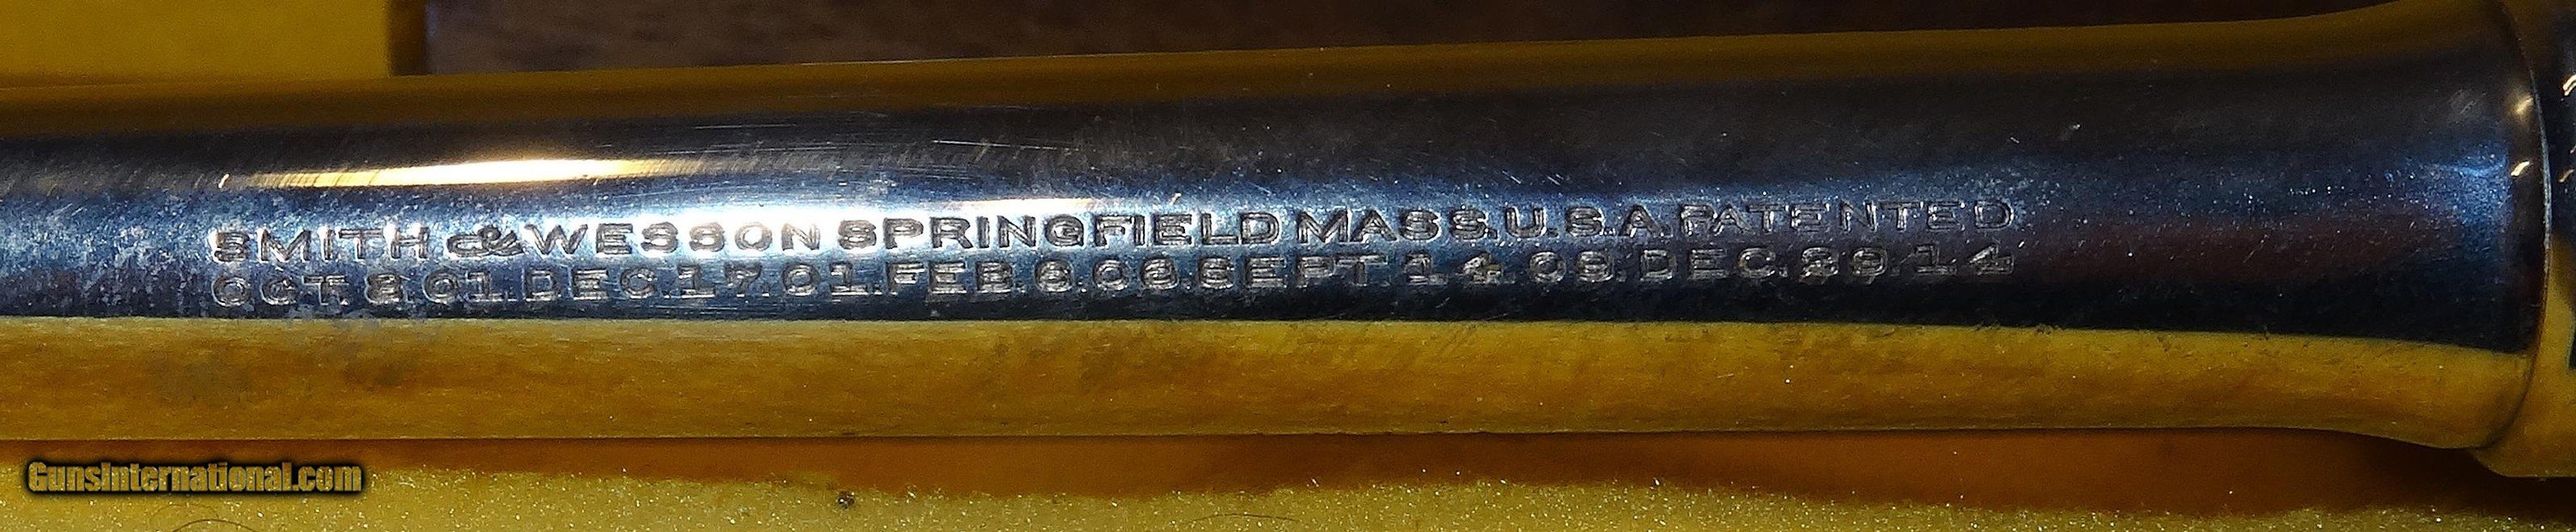 SMITH & WESSON SPRINGFIELD MASS.U.S.A.PATENTED
OCT.8.01.DEC.17.01.FEB.6.06.SEPT.14.09.DEC.29.14
GunsInternational.com